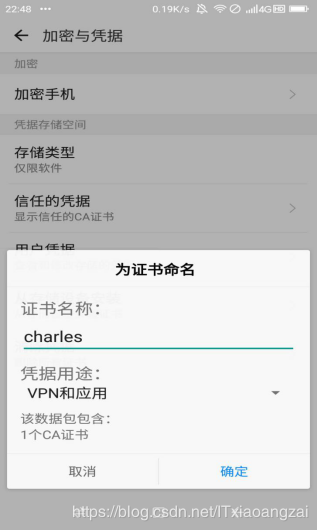 22:48 ··· 0.19K/s 4G HD
加密与凭据
加密
加密手机
凭据存储空间
存储类型
仅限软件
信任的凭据
显示信任的CA证书
用户凭据
为证书命名
证书名称：
charles
凭据用途：
VPN和应用
该数据包包含：
1个CA证书
取消
确定
https://blog.csdn.net/ITxiaoangzai